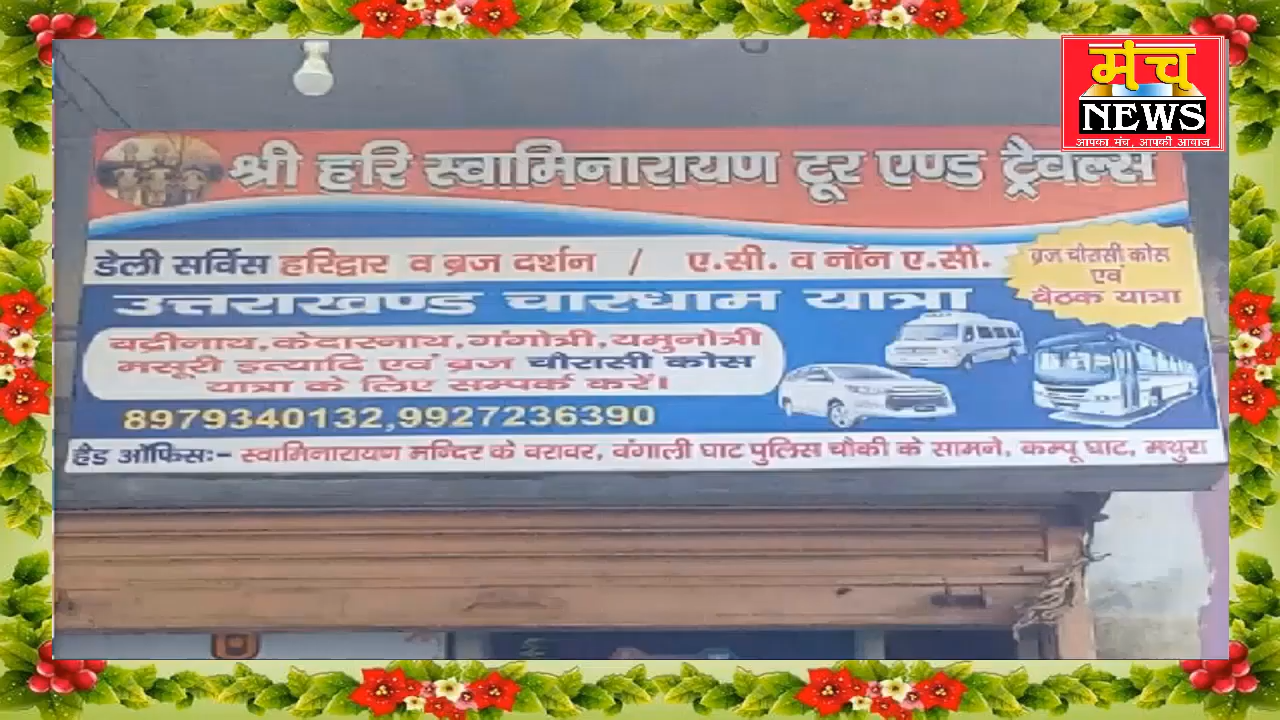 मंच
NEWS
आपका मंच, आपकी आवाज
श्री हरि स्वामिनारायण टूर एण्ड ट्रैवल्स
डेली सर्विस हरिद्वार व ब्रज दर्शन / ए.सी. व नॉन ए.सी.
ब्रज चौरासी कोस
एवं
बैठक यात्रा
उत्तराखण्ड चारधाम यात्रा
बद्रीनाथ,केदारनाथ,गंगोत्री,यमुनोत्री
मसूरी इत्यादि एवं ब्रज चौरासी कोस
यात्रा के लिए सम्पर्क करें।
8979340132,9927236390
हैड ऑफिसः- स्वामिनारायण मन्दिर के बराबर, बंगाली घाट पुलिस चौकी के सामने, कम्पू घाट, मथुरा